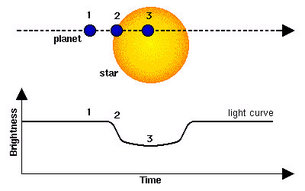 1 2 3
planet
star
1 2 light curve
3
Brightness
Time